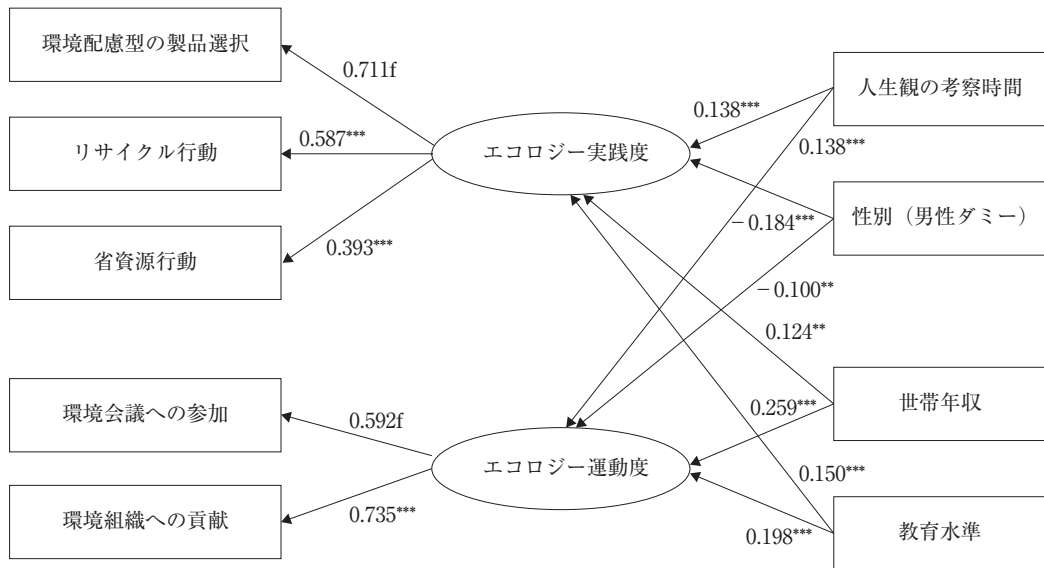 環境配慮型の製品選択
0.711f
人生観の考察時間
0.138***
リサイクル行動
0.587***
エコロジー実践度
0.138***
性別（男性ダミー）
－0.184***
省資源行動
0.393***
－0.100**
0.124**
環境会議への参加
0.592f
世帯年収
0.259***
エコロジー運動度
0.150***
環境組織への貢献
0.735***
0.198***
教育水準